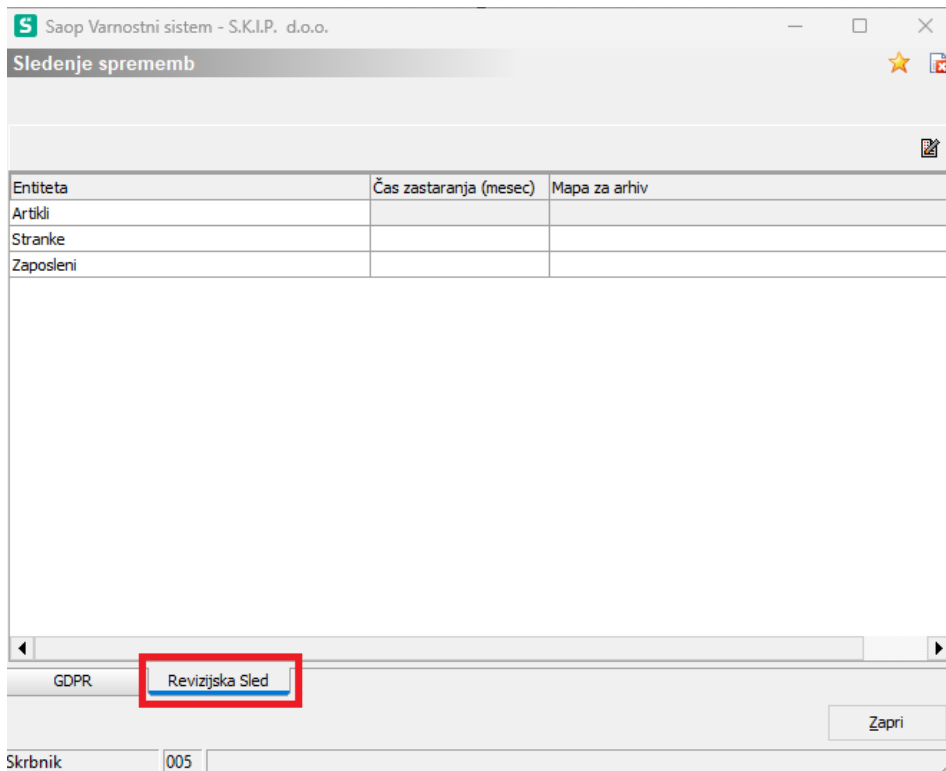 S Saop Varnostni sistem - S.K.I.P. d.o.o.
Sledenje sprememb
Entiteta Čas zastaranja (mesec) Mapa za arhiv
Artikli
Stranke
Zaposleni
GDPR Revizijska Sled
Zapri
Skrbnik 005